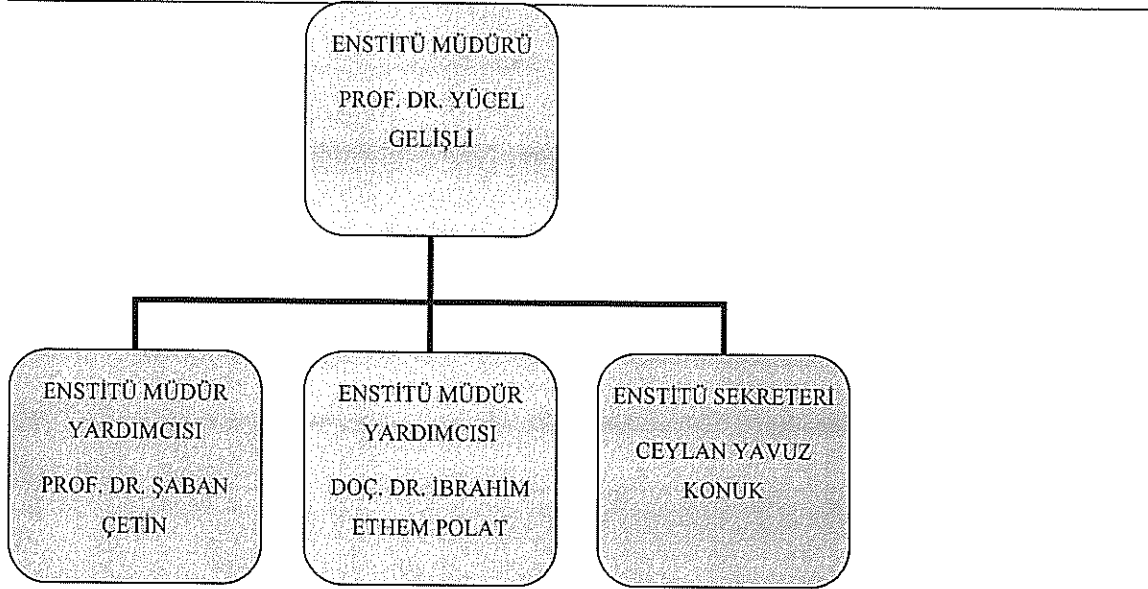 ENSTİTÜ MÜDÜRÜ
PROF. DR. YÜCEL
GELİŞLİ
ENSTİTÜ MÜDÜR
YARDIMCISI
PROF. DR. ŞABAN
ÇETİN
ENSTİTÜ MÜDÜR
YARDIMCISI
DOÇ. DR. İBRAHİM
ETHEM POLAT
ENSTİTÜ SEKRETERİ
CEYLAN YAVUZ
KONUK